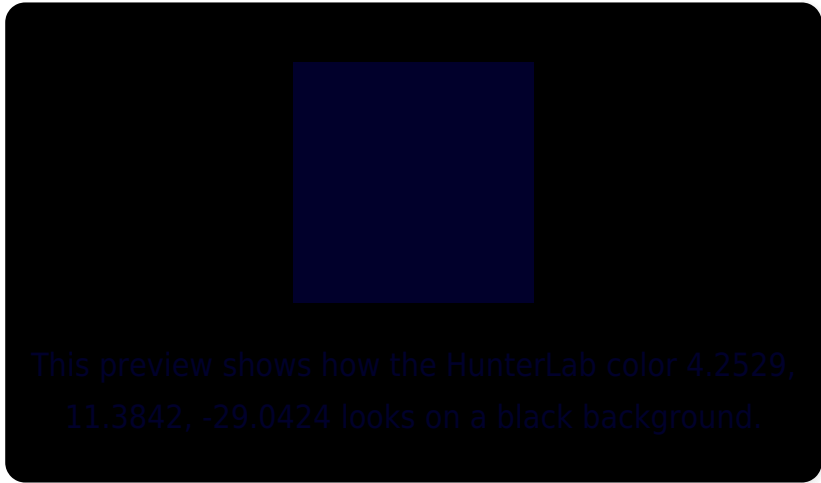 This preview shows how the HunterLab color 4.2529,
11.3842, -29.0424 looks on a black background.